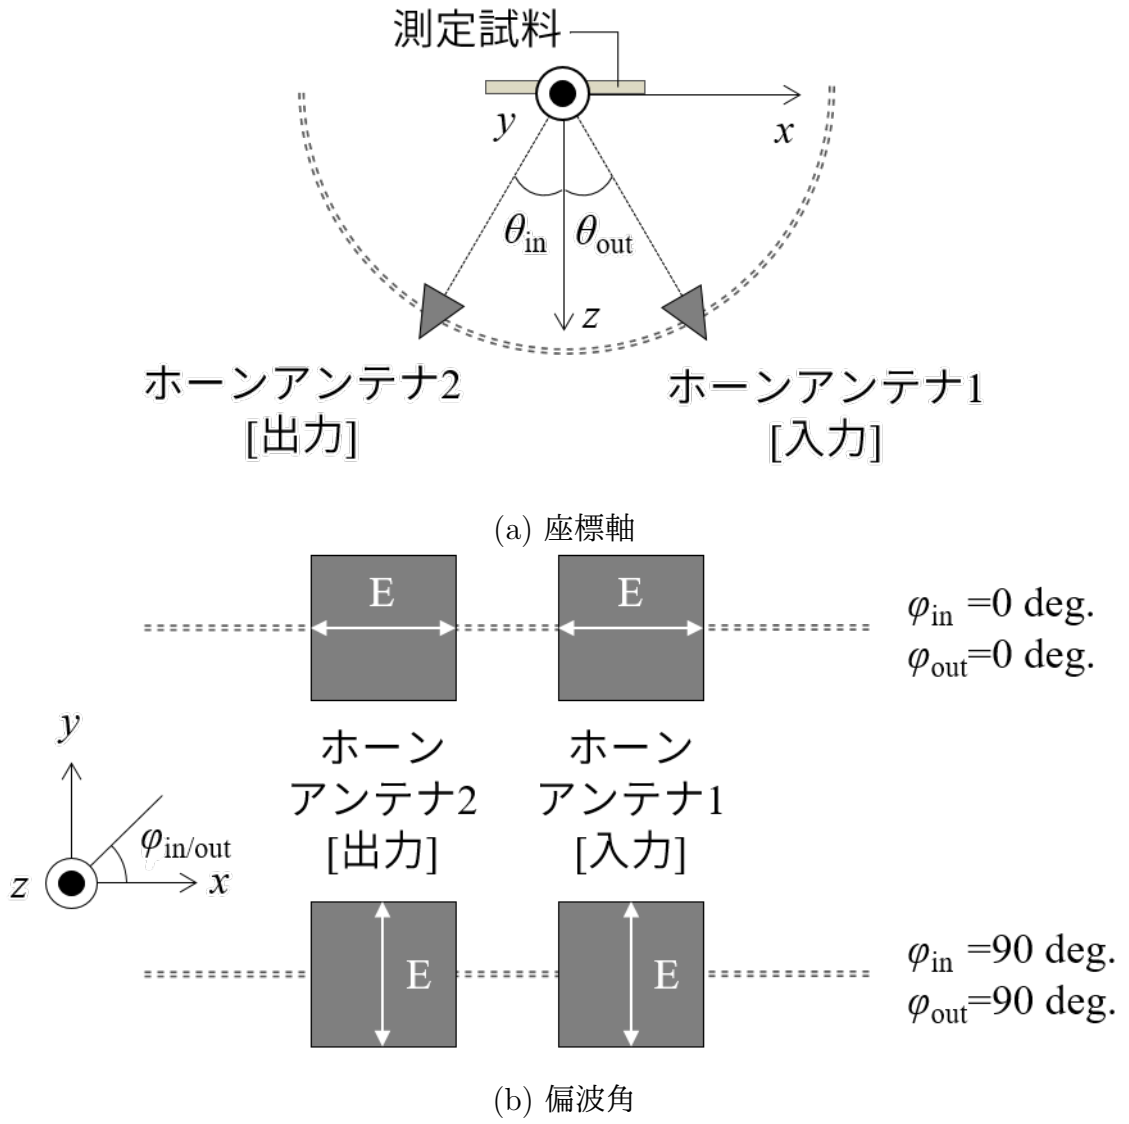 測定試料
y
x
θin
θout
z
ホーンアンテナ2
[出力]
ホーンアンテナ1
[入力]
(a) 座標軸
E
E
φin =0 deg.
φout=0 deg.
y
φin/out
z
x
ホーン
アンテナ2
[出力]
ホーン
アンテナ1
[入力]
E
E
φin =90 deg.
φout=90 deg.
(b) 偏波角